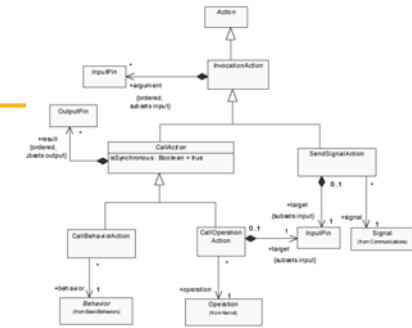 Action
InputPin
*
InvocationAction
+argument
{ordered,
subsets input}
OutputPin
*
+result
{ordered,
ubsets output}
CallAction
isSynchronous : Boolean = true
SendSignalAction
0..1
*
+target
{subsets input}
1
+signal
1
CallBehaviorAction
*
CallOperation
Action
*
0..1
1
+target
{subsets input}
InputPin
Signal
(from Communications)
+behavior
1
+operation
1
Behavior
(from BasicBehaviors)
Operation
(from Kernel)